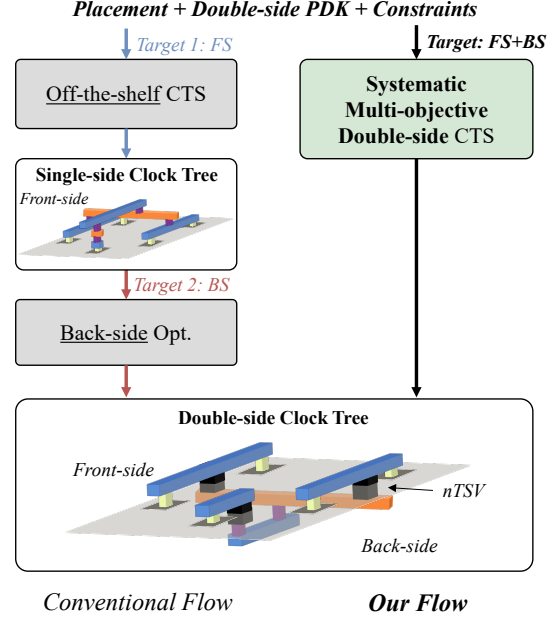 Placement + Double-side PDK + Constraints
Target 1: FS
Target: FS+BS
Off-the-shelf CTS
Systematic
Multi-objective
Double-side CTS
Single-side Clock Tree
Front-side
Target 2: BS
Back-side Opt.
Double-side Clock Tree
Front-side
nTSV
Back-side
Conventional Flow
Our Flow